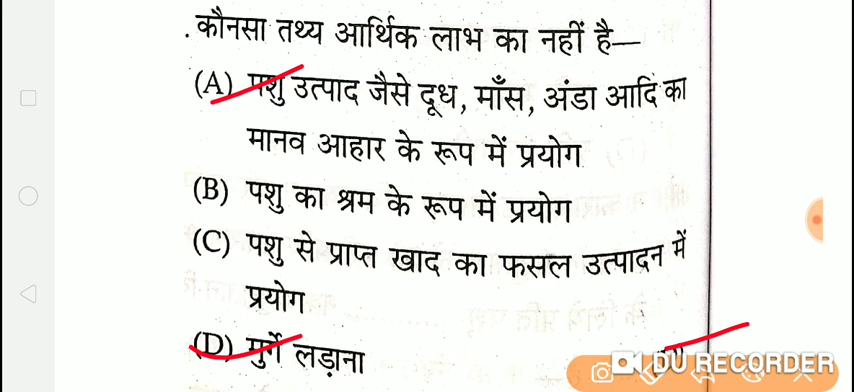 . कौनसा तथ्य आर्थिक लाभ का नहीं है—
(A) पशु उत्पाद जैसे दूध, माँस, अंडा आदि का
मानव आहार के रूप में प्रयोग
(B) पशु का श्रम के रूप में प्रयोग
(C) पशु से प्राप्त खाद का फसल उत्पादन में
प्रयोग
(D) मुर्गे लड़ाना
DU RECORDER